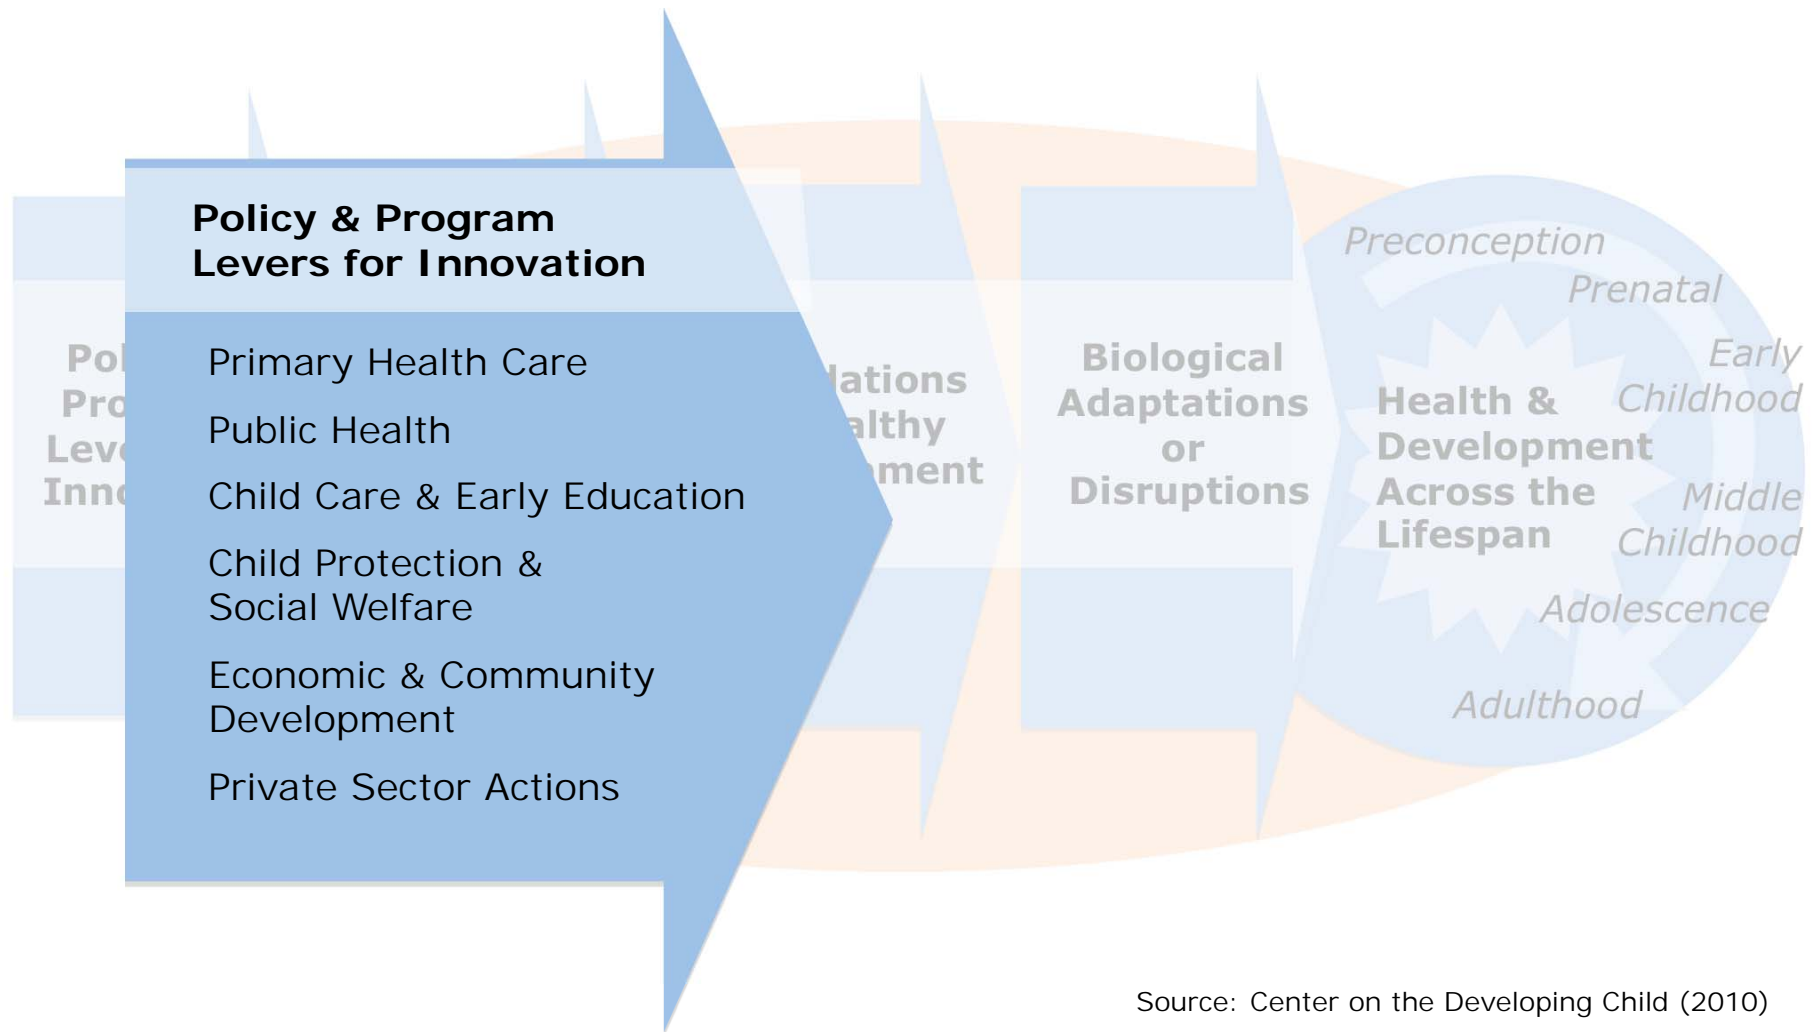 Policy & Program
Levers for Innovation
Primary Health Care
Public Health
Child Care & Early Education
Child Protection &
Social Welfare
Economic & Community
Development
Private Sector Actions
Biological
Adaptations
or
Disruptions
Health &
Development
Across the
Lifespan
Preconception
Prenatal
Early
Childhood
Middle
Childhood
Adolescence
Adulthood
Source: Center on the Developing Child (2010)